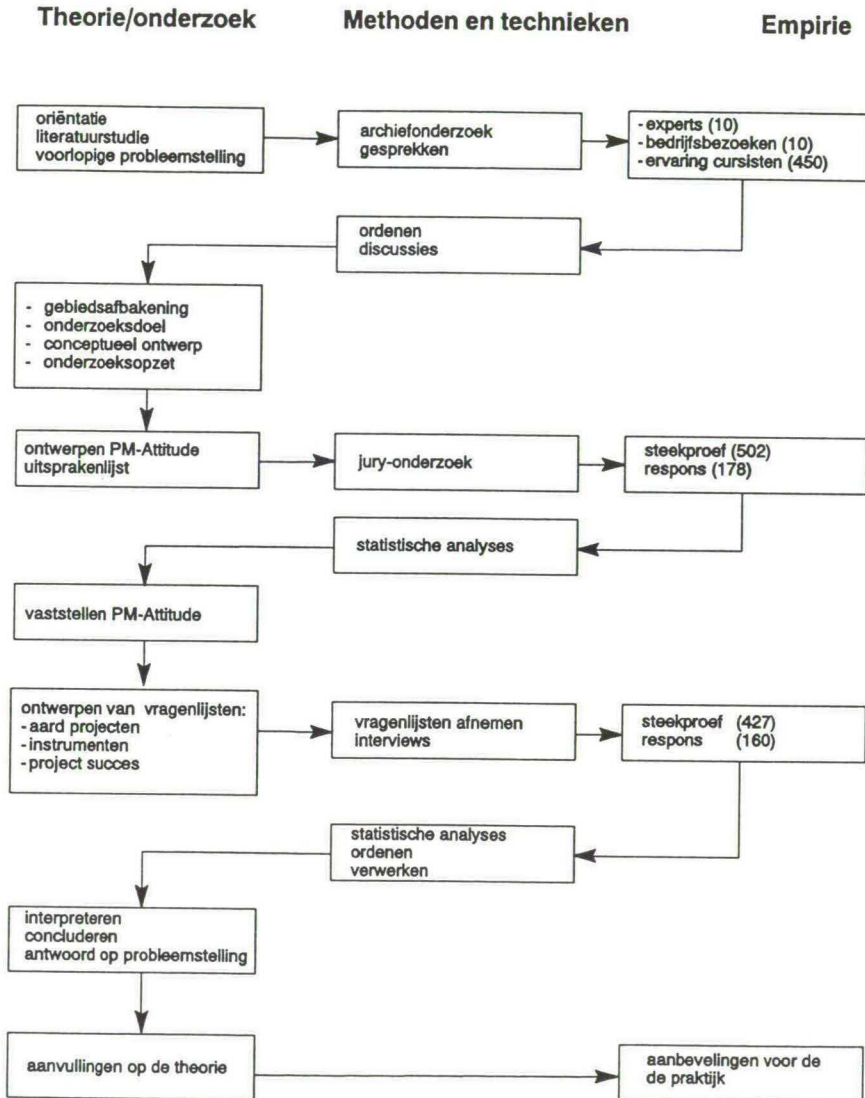 Theorie/onderzoek
Methoden en technieken
Empirie
oriëntatie
literatuurstudie
voorlopige probleemstelling
archiefonderzoek
gesprekken
- experts (10)
- bedrijfsbezoeken (10)
- ervaring cursisten (450)
ordenen
discussies
- gebiedsafbakening
- onderzoeksdoel
- conceptueel ontwerp
- onderzoeksopzet
ontwerpen PM-Attitude
uitsprakenlijst
jury-onderzoek
steekproef (502)
respons (178)
statistische analyses
vaststellen PM-Attitude
ontwerpen van vragenlijsten:
- aard projecten
- instrumenten
- project succes
vragenlijsten afnemen
interviews
steekproef (427)
respons (160)
statistische analyses
ordenen
verwerken
interpreteren
concluderen
antwoord op probleemstelling
aanvullingen op de theorie
aanbevelingen voor de
de praktijk